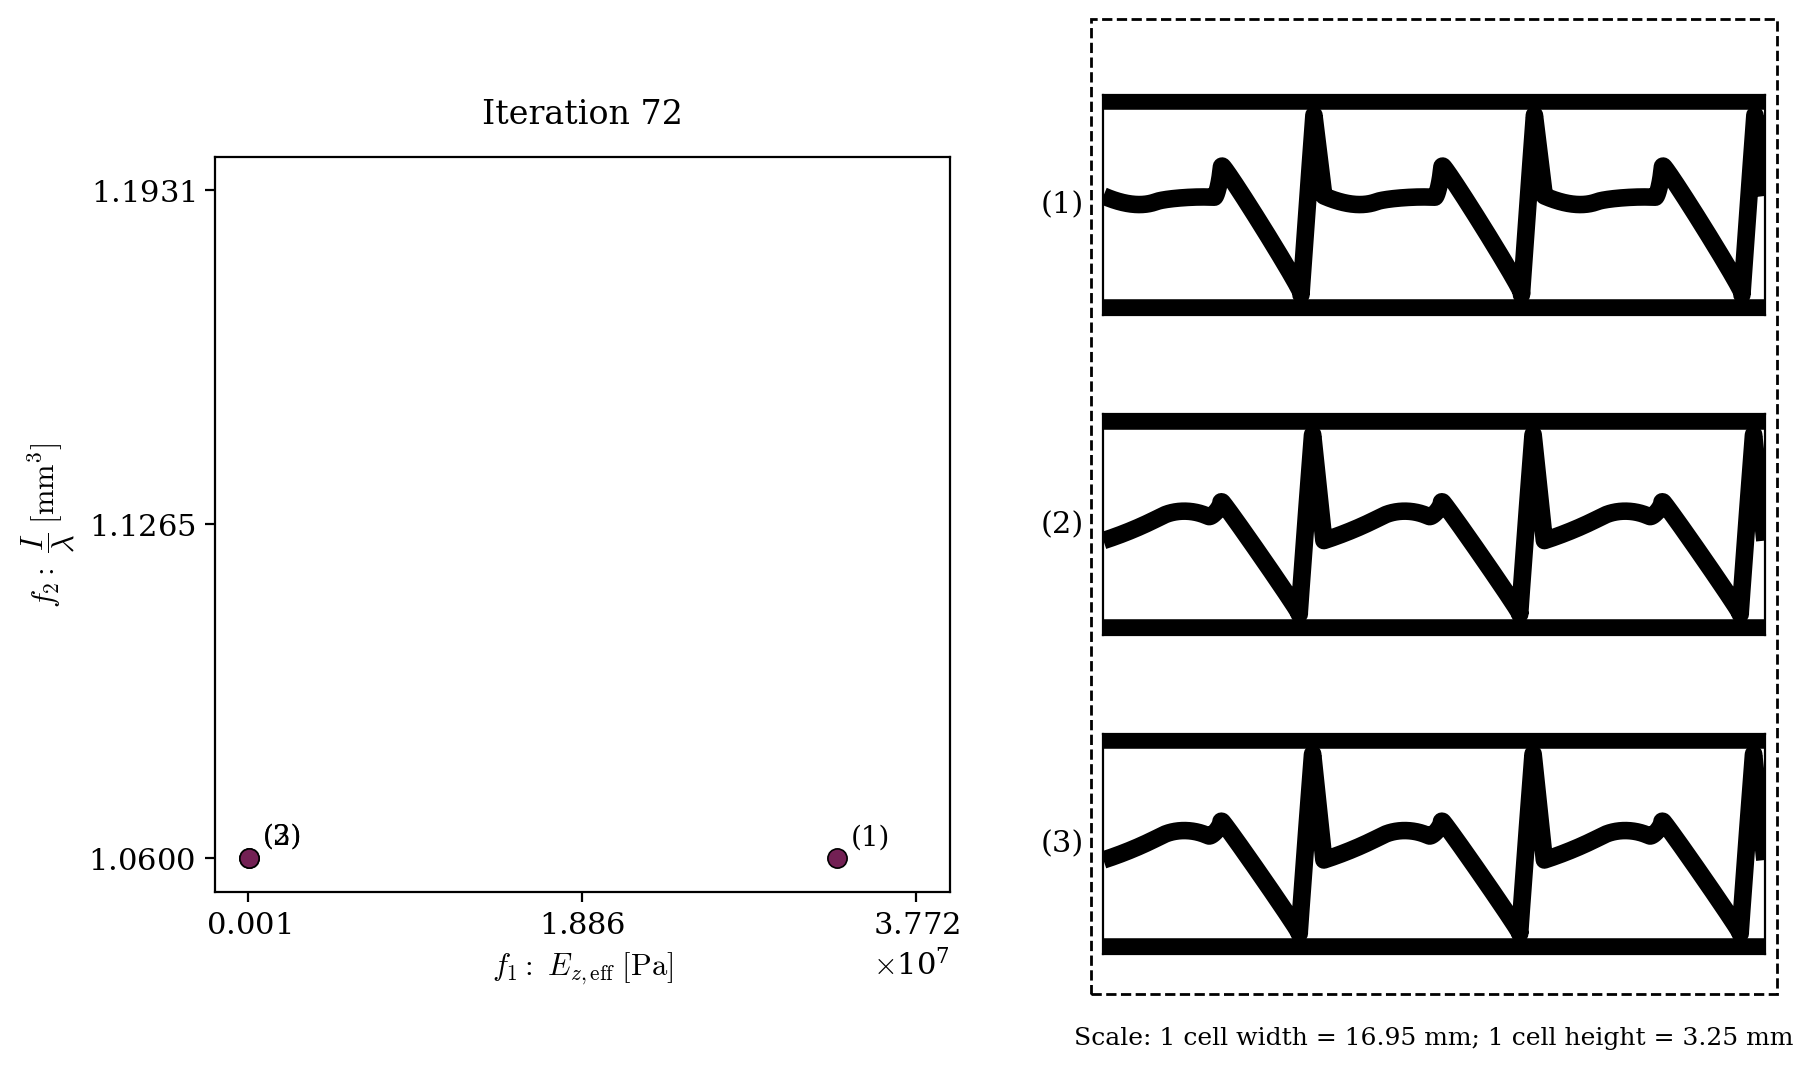 Iteration 72
1.1931
1.1265
1.0600
f₂ : I/λ [mm³]
(3)
(1)
0.001 1.886 3.772
×10⁷
f₁ : E_z,eff [Pa]
(1)
(2)
(3)
Scale: 1 cell width = 16.95 mm; 1 cell height = 3.25 mm